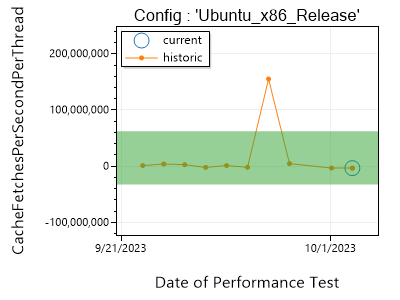 Config : 'Ubuntu_x86_Release'
current
historic
CacheFetchesPerSecondPerThread
200,000,000
100,000,000
0
-100,000,000
9/21/2023
10/1/2023
Date of Performance Test